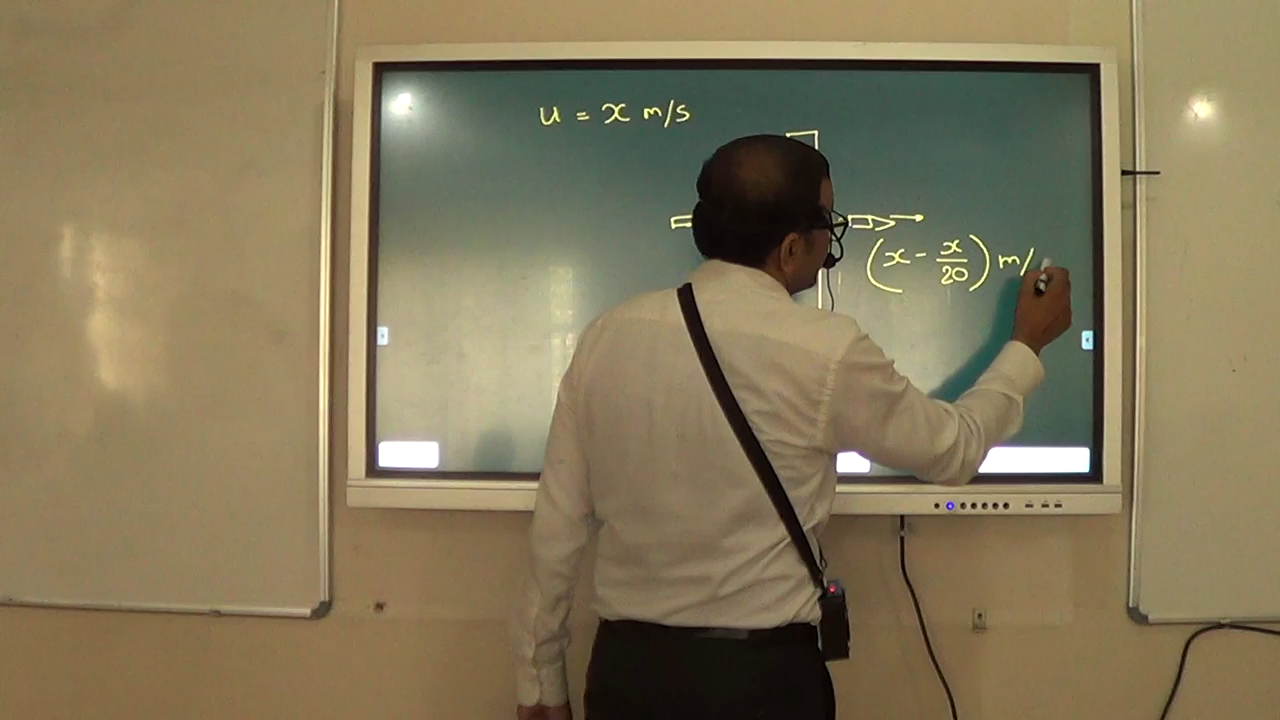 u = x m/s
(x - x/20) m/